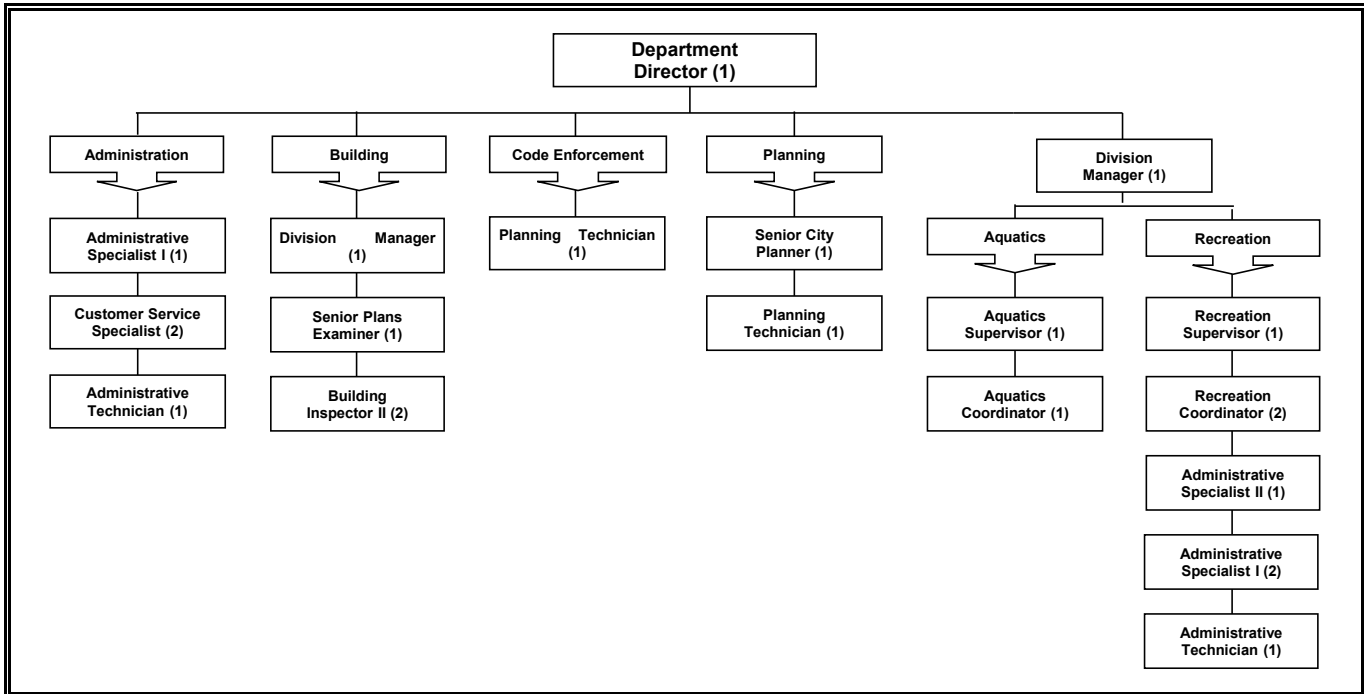 Department
Director (1)
Administration
Building
Code Enforcement
Planning
Division
Manager (1)
Administrative
Specialist I (1)
Customer Service
Specialist (2)
Administrative
Technician (1)
Division Manager
(1)
Senior Plans
Examiner (1)
Building
Inspector II (2)
Planning Technician
(1)
Senior City
Planner (1)
Planning
Technician (1)
Aquatics
Aquatics
Supervisor (1)
Aquatics
Coordinator (1)
Recreation
Recreation
Supervisor (1)
Recreation
Coordinator (2)
Administrative
Specialist II (1)
Administrative
Specialist I (2)
Administrative
Technician (1)